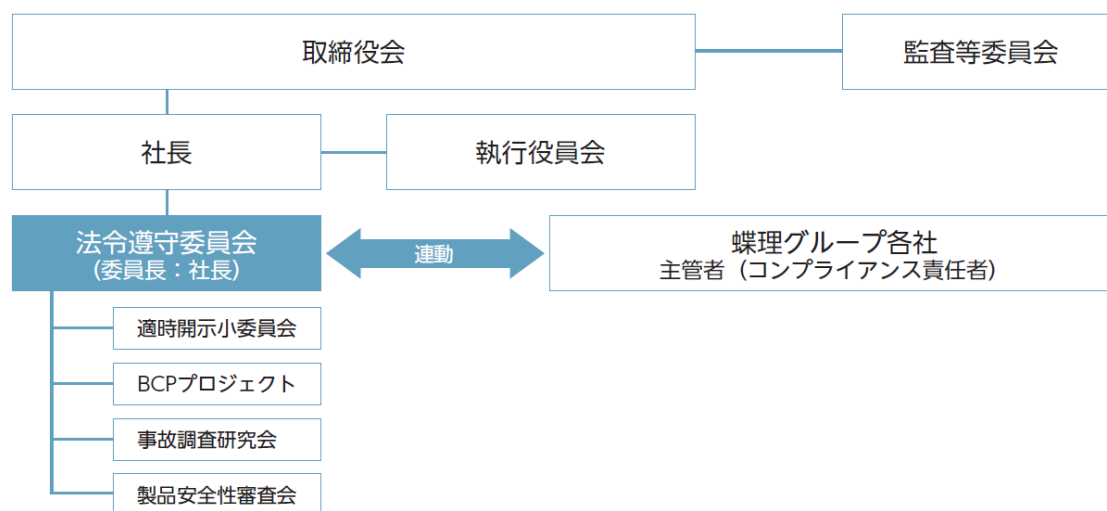 取締役会
監査等委員会
社長
執行役員会
法令遵守委員会
(委員長：社長)
連動
蝶理グループ各社
主管者（コンプライアンス責任者）
適時開示小委員会
BCPプロジェクト
事故調査研究会
製品安全性審査会